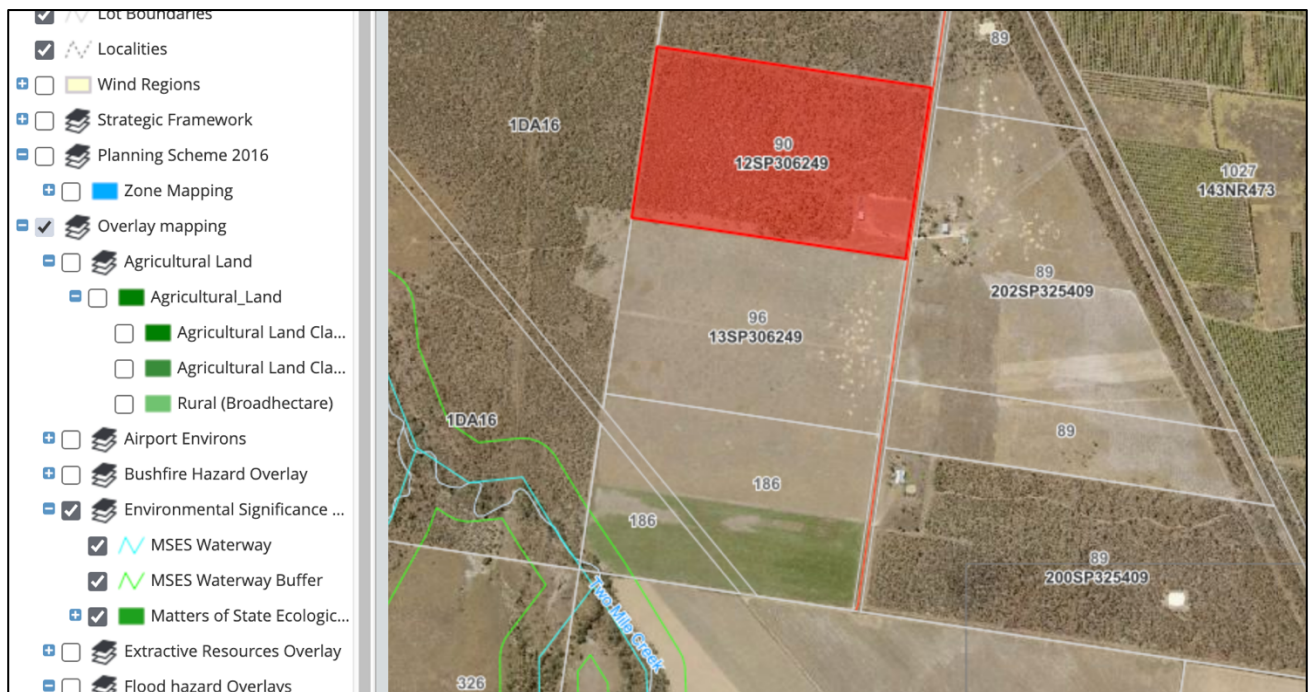 Lot Boundaries
Localities
Wind Regions
Strategic Framework
Planning Scheme 2016
Zone Mapping
Overlay mapping
Agricultural Land
Agricultural_Land
Agricultural Land Cla...
Agricultural Land Cla...
Rural (Broadhectare)
Airport Environs
Bushfire Hazard Overlay
Environmental Significance ...
MSES Waterway
MSES Waterway Buffer
Matters of State Ecologic...
Extractive Resources Overlay
Flood hazard Overlays
89
1DA16
90
12SP306249
1027
143NR473
89
202SP325409
96
13SP306249
1DA16
89
186
186
89
200SP325409
Two Mile Creek
326